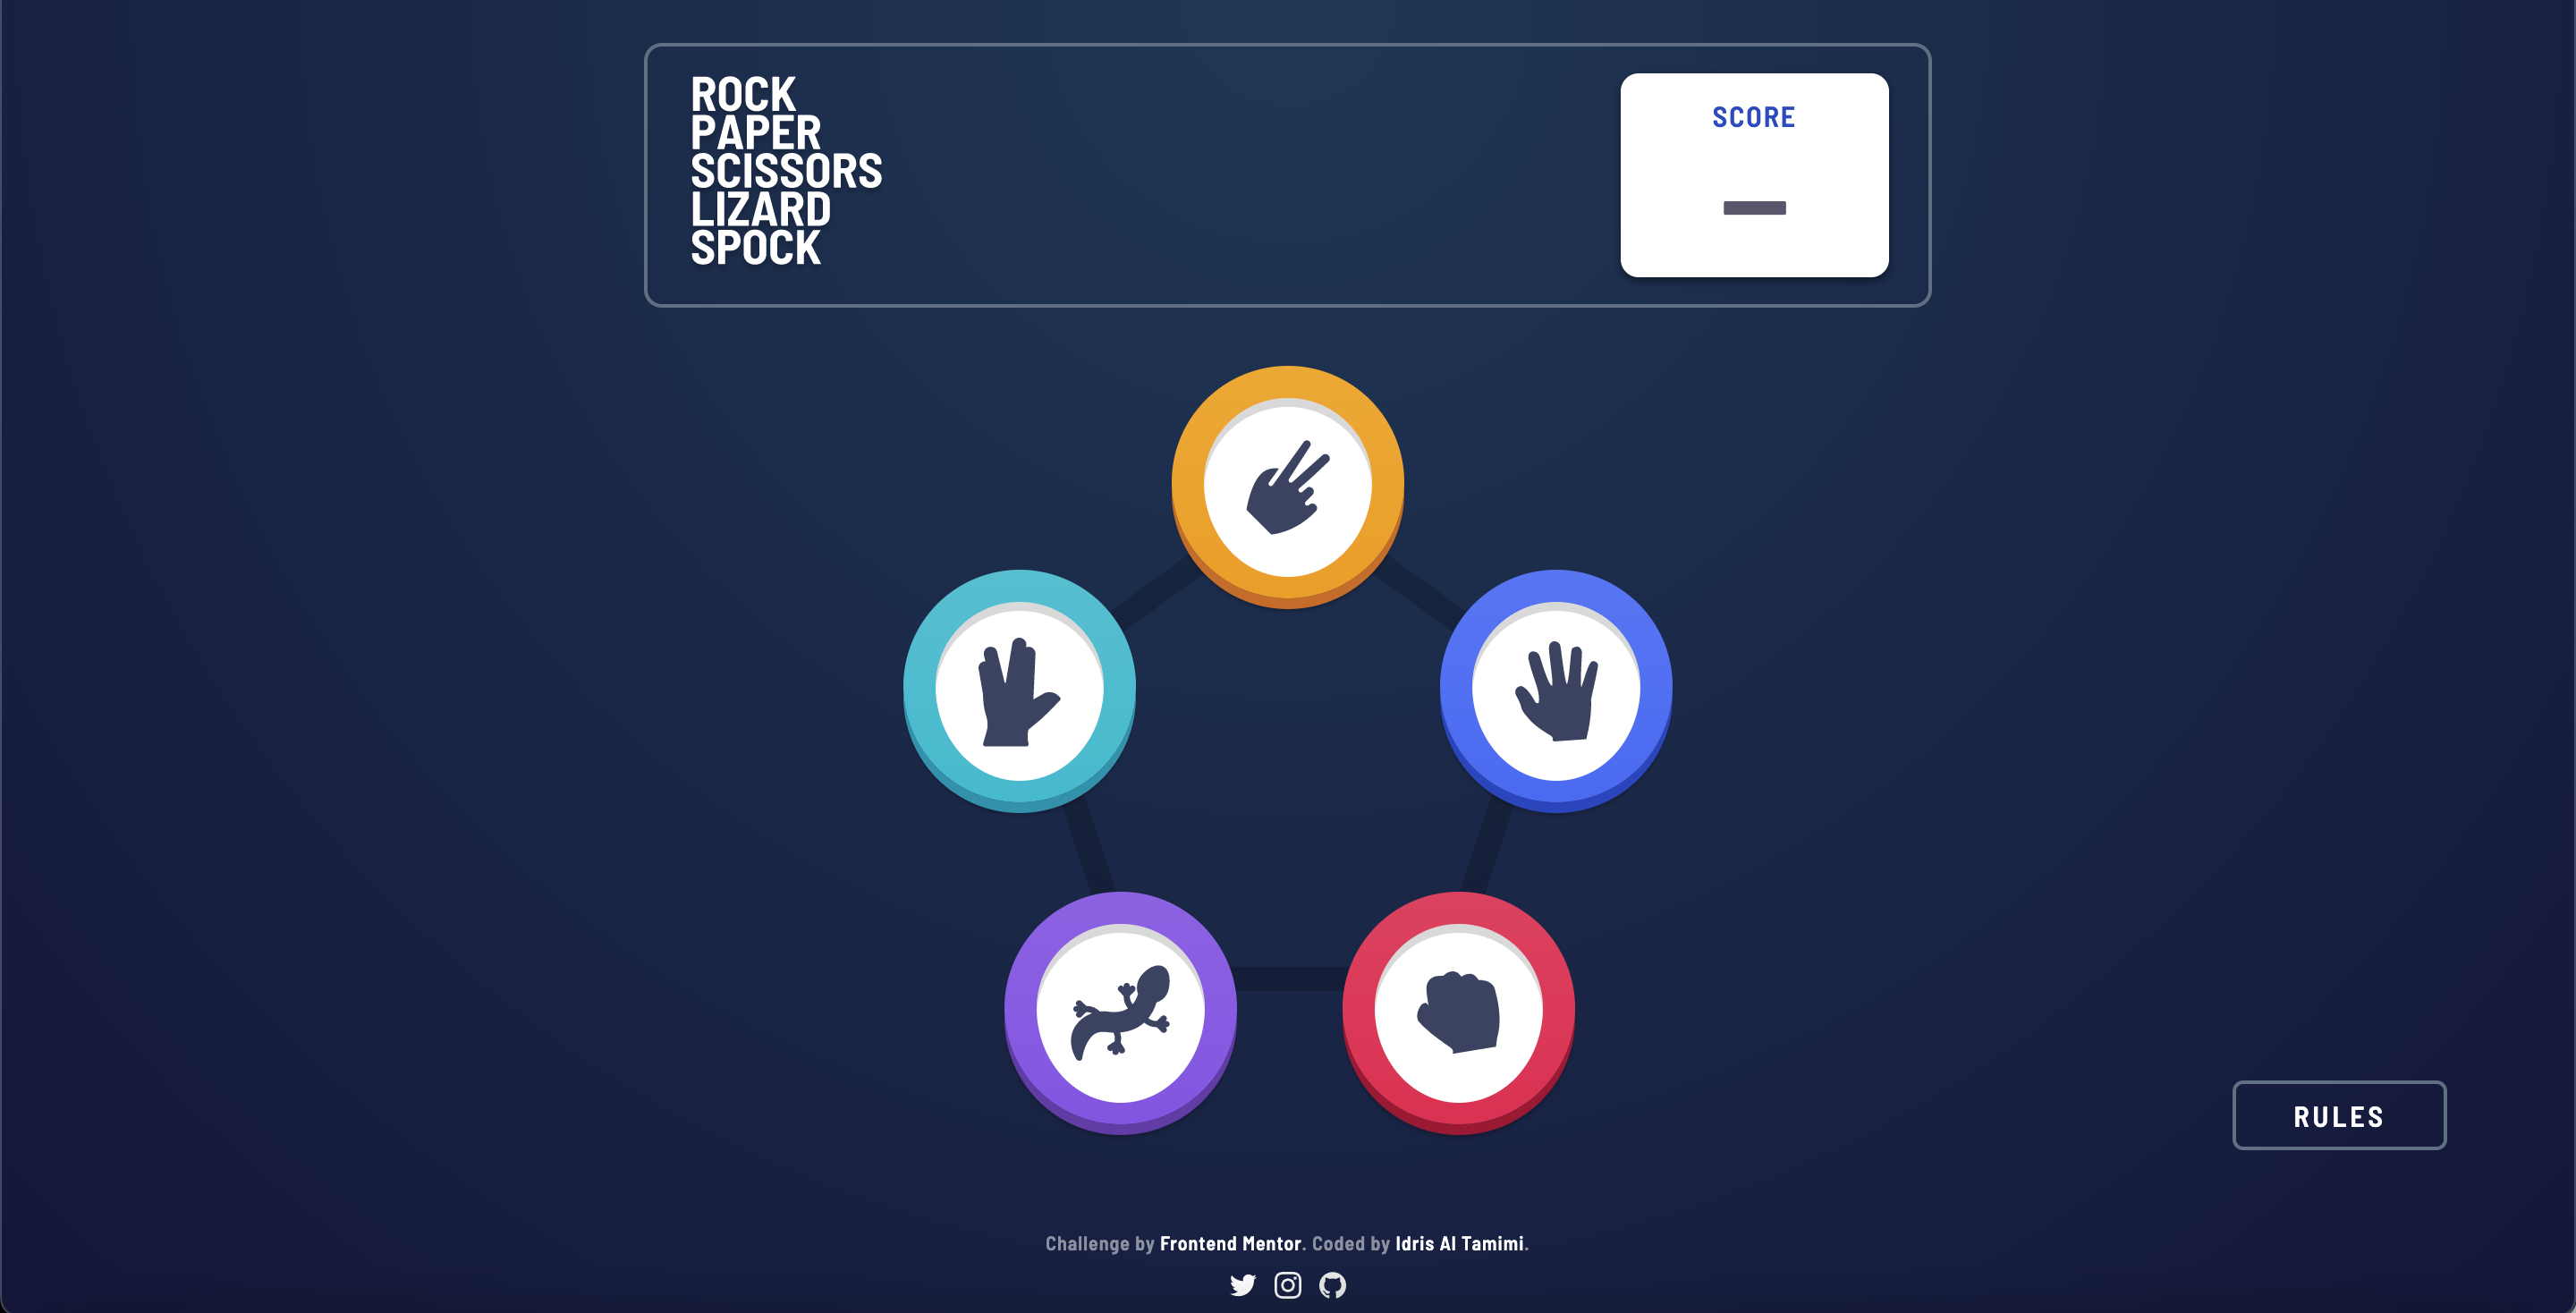 ROCK
PAPER
SCISSORS
LIZARD
SPOCK
SCORE
–
RULES
Challenge by Frontend Mentor. Coded by Idris Al Tamimi.